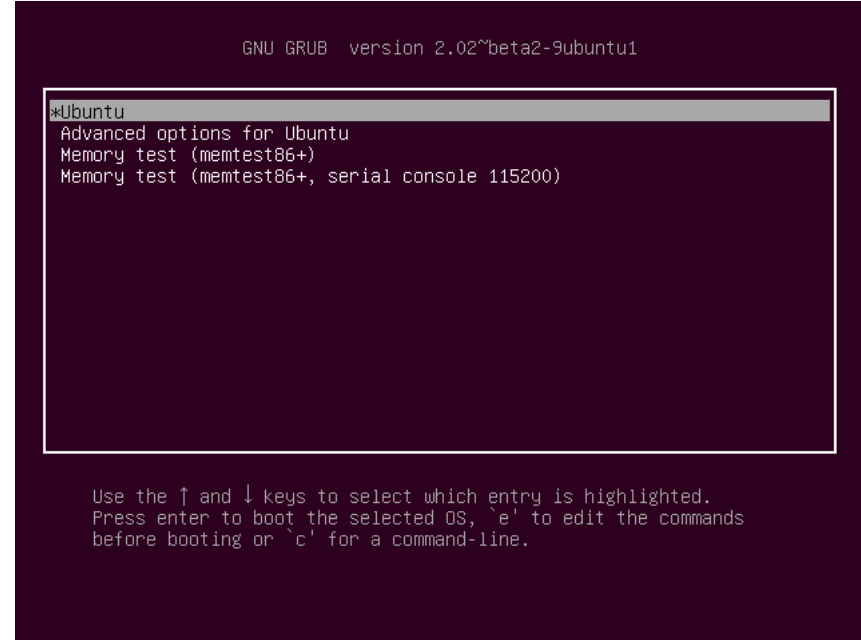 GNU GRUB  version 2.02~beta2-9ubuntu1
*Ubuntu
Advanced options for Ubuntu
Memory test (memtest86+)
Memory test (memtest86+, serial console 115200)
Use the ↑ and ↓ keys to select which entry is highlighted.
Press enter to boot the selected OS, `e' to edit the commands
before booting or `c' for a command-line.